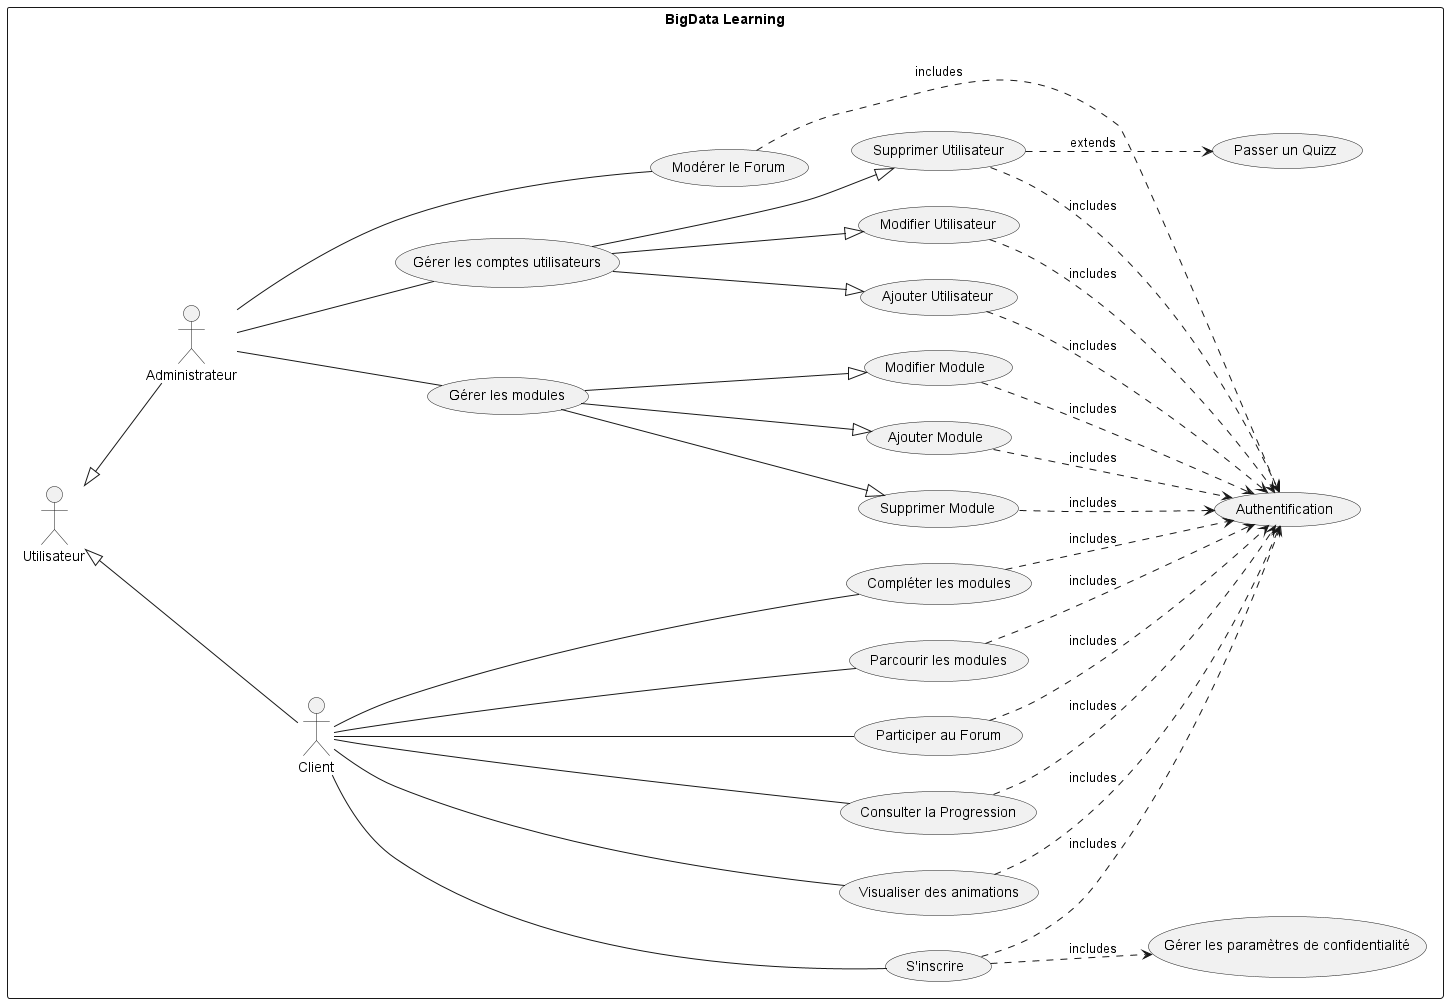 BigData Learning
includes
Supprimer Utilisateur
extends
Passer un Quizz
Modérer le Forum
includes
Modifier Utilisateur
Gérer les comptes utilisateurs
includes
Ajouter Utilisateur
includes
Administrateur
Modifier Module
Gérer les modules
includes
Ajouter Module
includes
Supprimer Module
includes
Authentification
Utilisateur
includes
Compléter les modules
includes
Parcourir les modules
includes
Participer au Forum
includes
Client
Consulter la Progression
includes
Visualiser des animations
includes
S'inscrire
includes
Gérer les paramètres de confidentialité